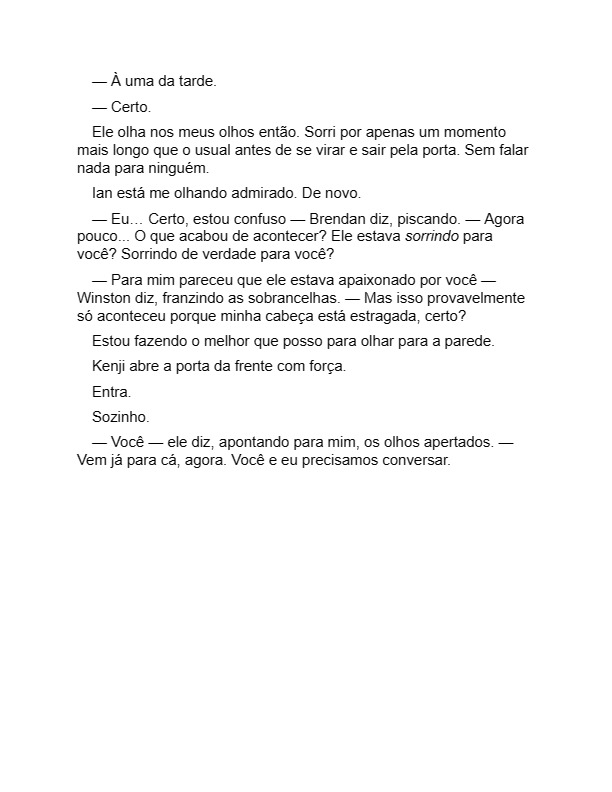 — À uma da tarde.
— Certo.
Ele olha nos meus olhos então. Sorri por apenas um momento
mais longo que o usual antes de se virar e sair pela porta. Sem falar
nada para ninguém.
Ian está me olhando admirado. De novo.
— Eu… Certo, estou confuso — Brendan diz, piscando. — Agora
pouco... O que acabou de acontecer? Ele estava sorrindo para
você? Sorrindo de verdade para você?
— Para mim pareceu que ele estava apaixonado por você —
Winston diz, franzindo as sobrancelhas. — Mas isso provavelmente
só aconteceu porque minha cabeça está estragada, certo?
Estou fazendo o melhor que posso para olhar para a parede.
Kenji abre a porta da frente com força.
Entra.
Sozinho.
— Você — ele diz, apontando para mim, os olhos apertados. —
Vem já para cá, agora. Você e eu precisamos conversar.